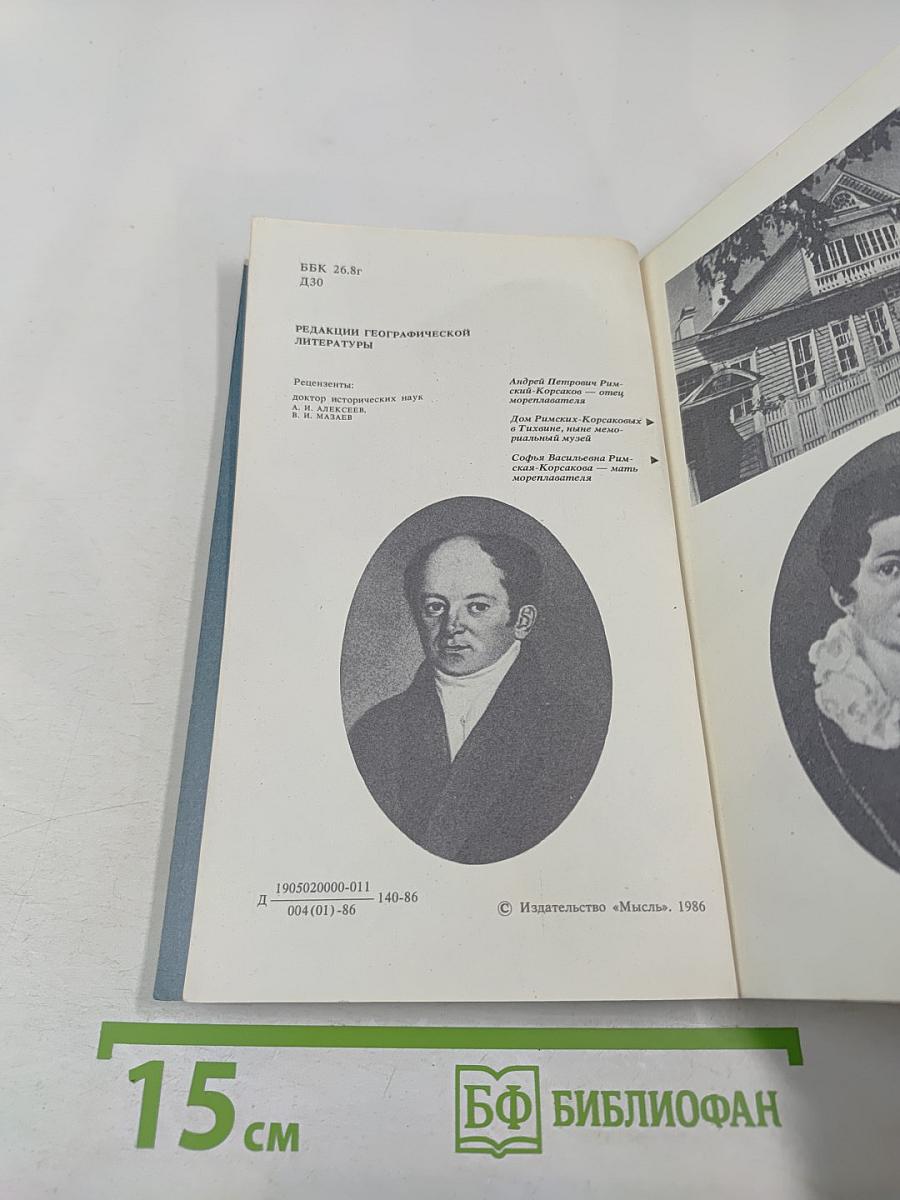 ББК 26.8г
Д30
РЕДАКЦИИ ГЕОГРАФИЧЕСКОЙ
ЛИТЕРАТУРЫ
Рецензенты:
доктор исторических наук
А. И. АЛЕКСЕЕВ,
В. И. МАЗАЕВ
Андрей Петрович Рим-
ский-Корсаков — отец
мореплавателя
Дом Римских-Корсаковых
в Тихвине, ныне мемо-
риальный музей
Софья Васильевна Рим-
ская-Корсакова — мать
мореплавателя
Д 1905020000-011 140-86
004(01)-86
© Издательство «Мысль». 1986
15 см
БФ БИБЛИОФАН